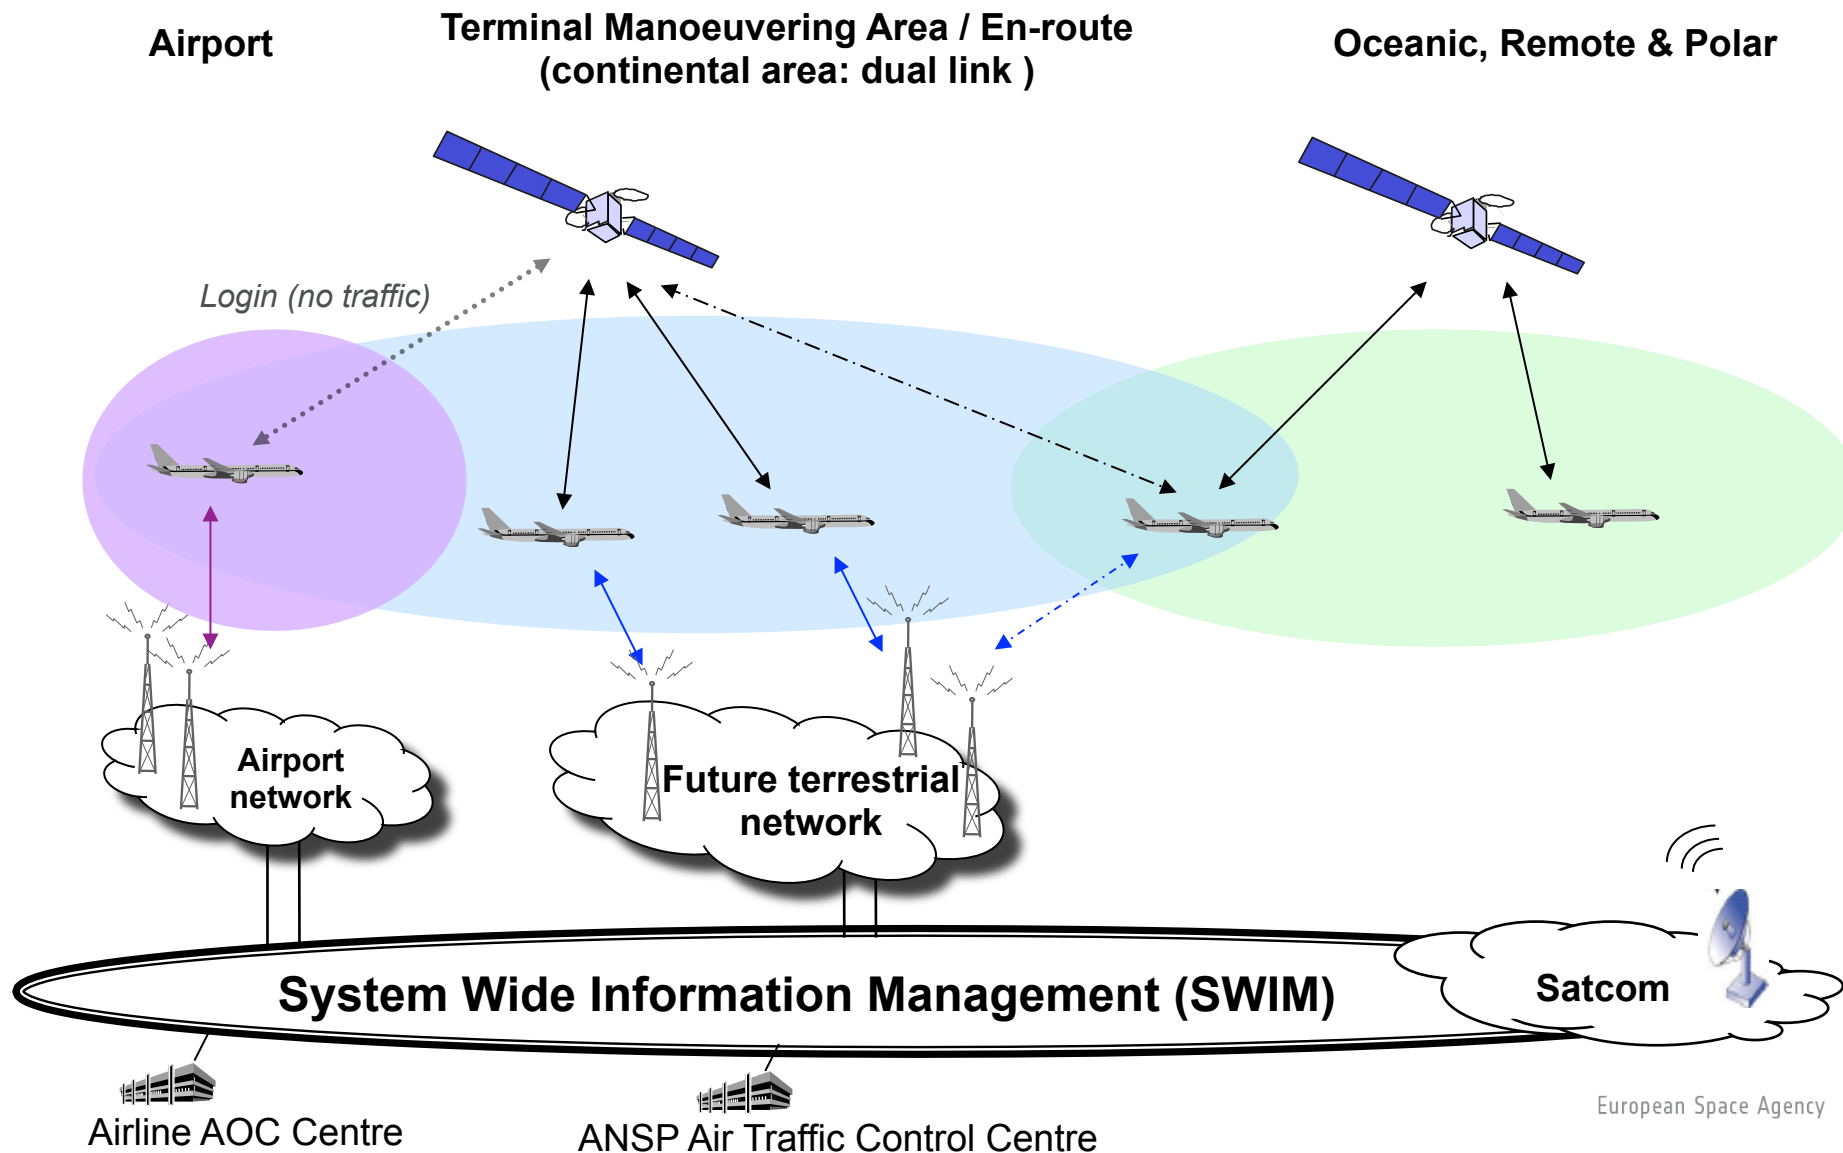 Airport
Terminal Manoeuvering Area / En-route
(continental area: dual link )
Oceanic, Remote & Polar
Login (no traffic)
Airport
network
Future terrestrial
network
System Wide Information Management (SWIM)
Satcom
Airline AOC Centre
ANSP Air Traffic Control Centre
European Space Agency